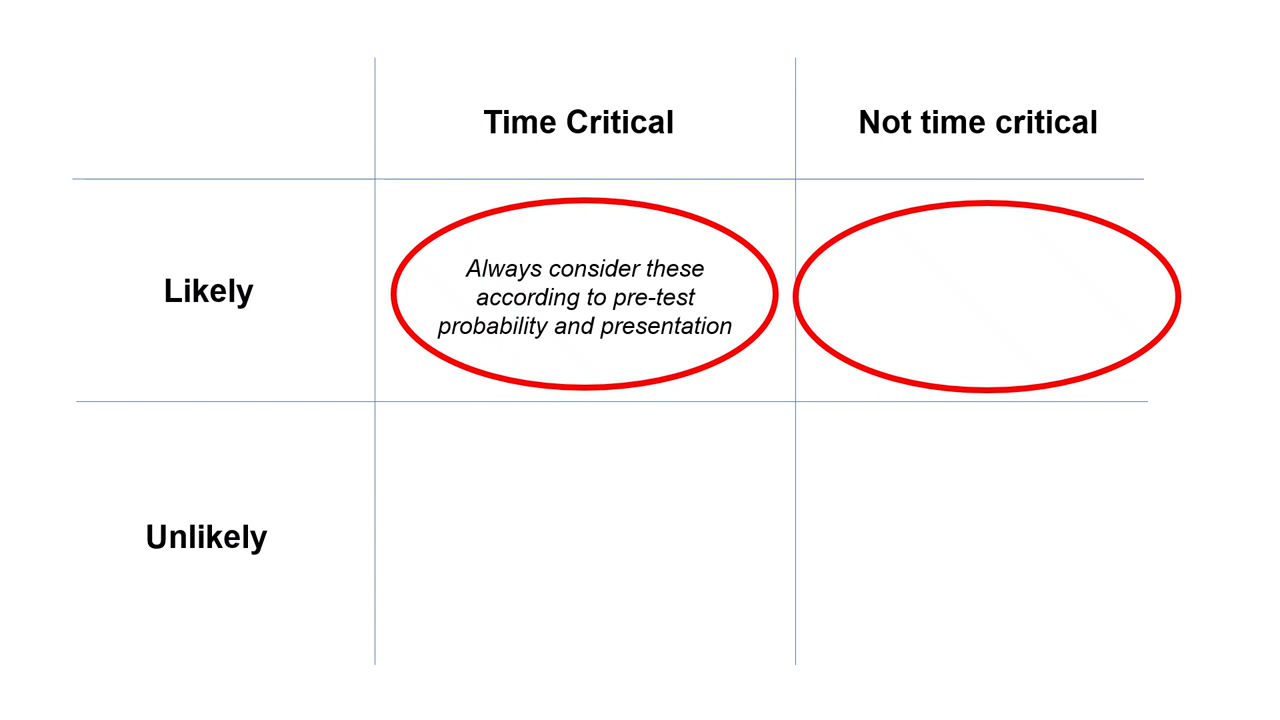 Time Critical
Not time critical
Likely
Always consider these
according to pre-test
probability and presentation
Unlikely